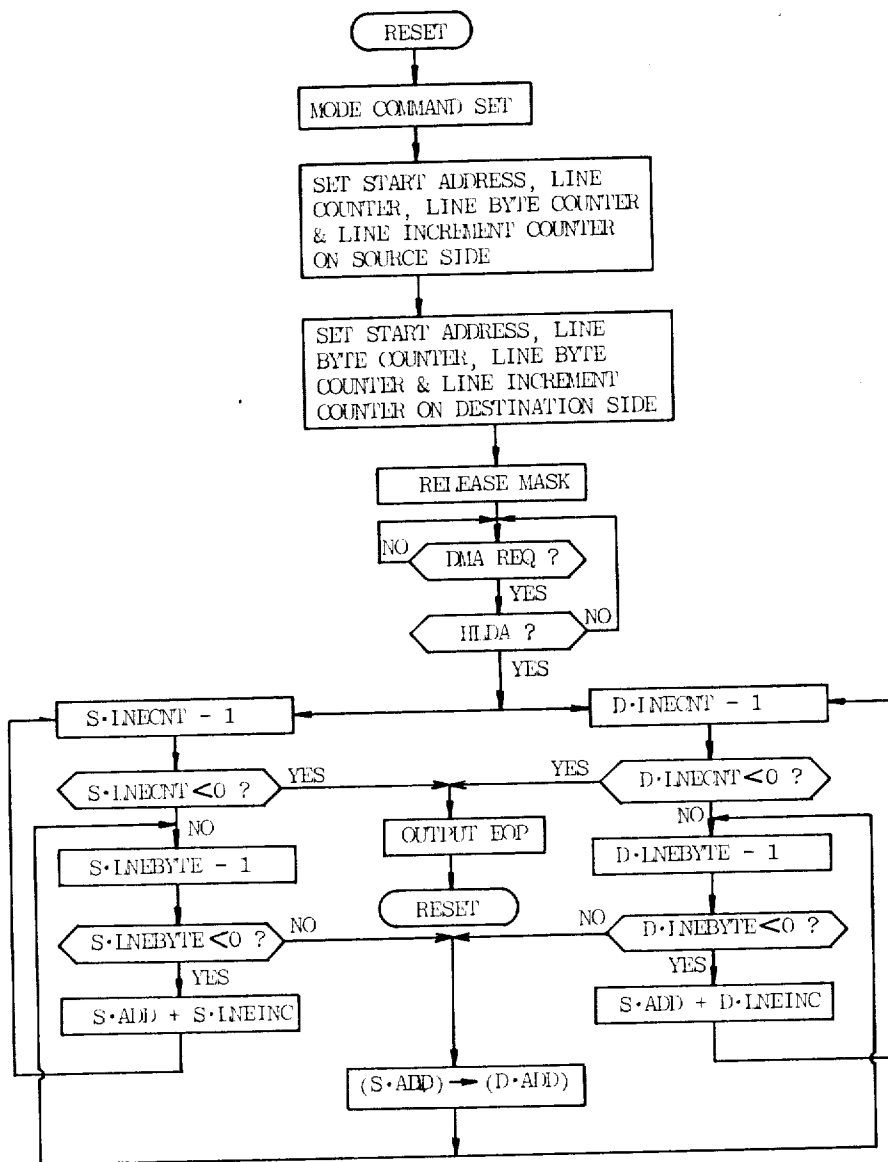 RESET
MODE COMMAND SET
SET START ADDRESS, LINE
COUNTER, LINE BYTE COUNTER
& LINE INCREMENT COUNTER
ON SOURCE SIDE
SET START ADDRESS, LINE
BYTE COUNTER, LINE BYTE
COUNTER & LINE INCREMENT
COUNTER ON DESTINATION SIDE
RELEASE MASK
NO
DMA REQ ?
YES
HLDA ?
NO
YES
S·LNECNT - 1
D·LNECNT - 1
S·LNECNT<0 ?
YES
YES
D·LNECNT<0 ?
NO
NO
OUTPUT EOP
S·LNEBYTE - 1
D·LNEBYTE - 1
RESET
S·LNEBYTE<0 ?
NO
NO
D·LNEBYTE<0 ?
YES
YES
S·ADD + S·LNEINC
S·ADD + D·LNEINC
(S·ADD) → (D·ADD)